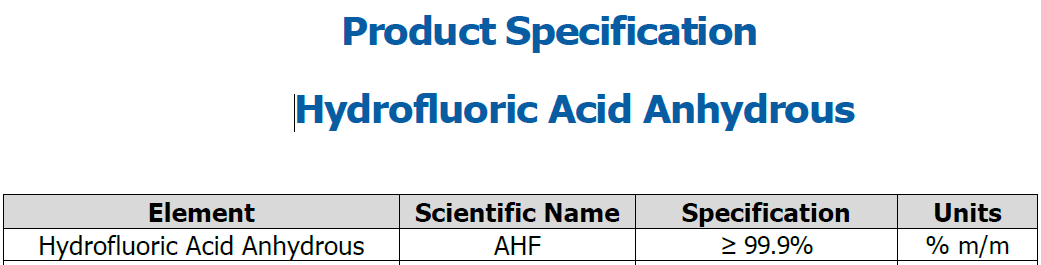 Product Specification
Hydrofluoric Acid Anhydrous
Element Scientific Name Specification Units
Hydrofluoric Acid Anhydrous AHF ≥ 99.9% % m/m